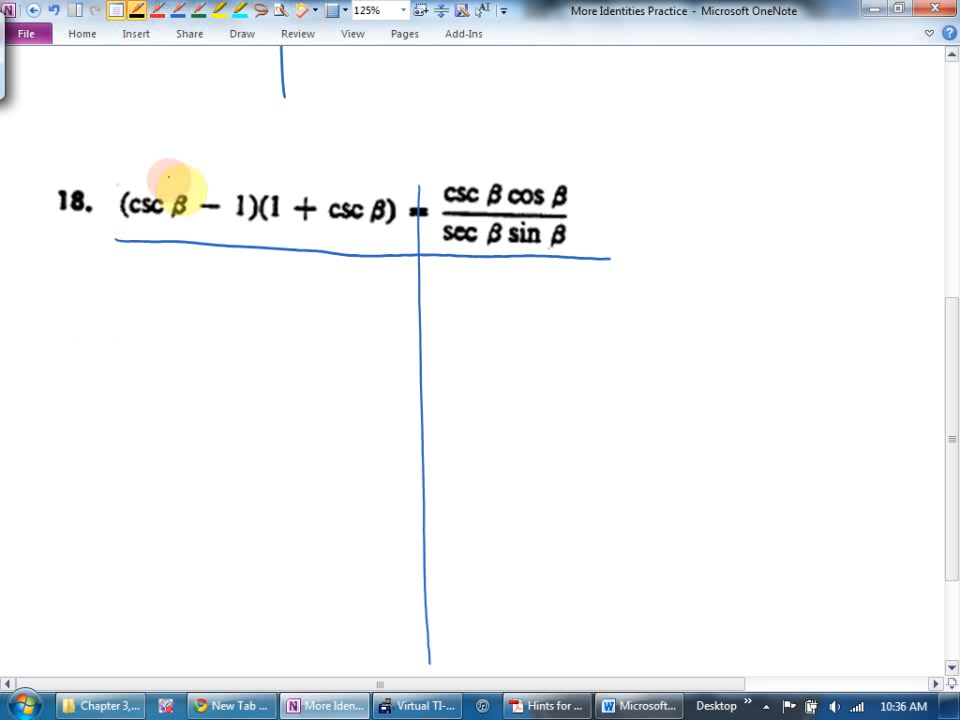 125%
More Identities Practice - Microsoft OneNote
File Home Insert Share Draw Review View Pages Add-Ins
18. (csc β − 1)(1 + csc β) = csc β cos β
sec β sin β
Chapter 3,... New Tab ... More Iden... Virtual TI-... Hints for ... Microsoft... Desktop 10:36 AM